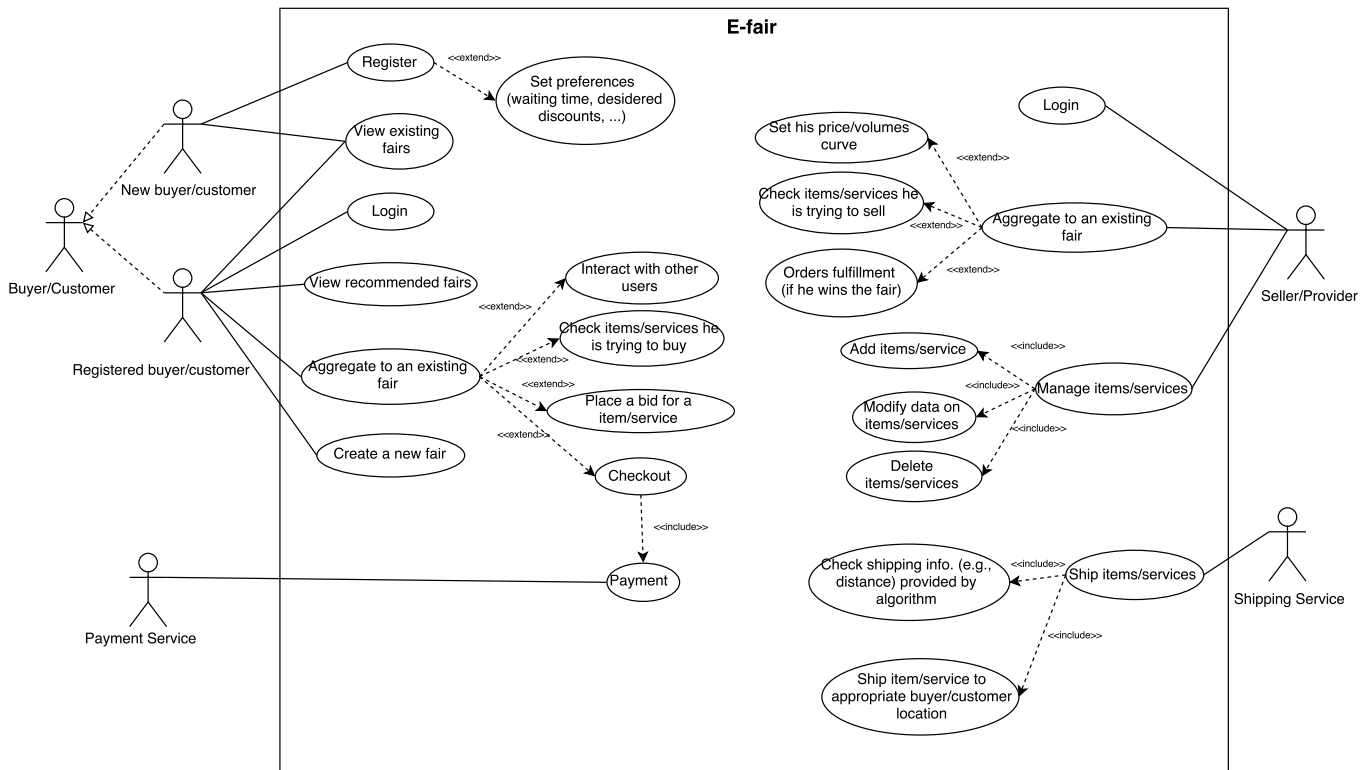 E-fair
Register
<<extend>>
Set preferences
(waiting time, desidered
discounts, ...)
New buyer/customer
View existing
fairs
Login
Buyer/Customer
View recommended fairs
Registered buyer/customer
Aggregate to an existing
fair
Create a new fair
<<extend>>
<<extend>>
<<extend>>
<<extend>>
Interact with other
users
Check items/services he
is trying to buy
Place a bid for a
item/service
Checkout
<<include>>
Payment
Payment Service
Login
Set his price/volumes
curve
<<extend>>
Check items/services he
is trying to sell
<<extend>>
Aggregate to an existing
fair
Orders fulfillment
(if he wins the fair)
<<extend>>
Seller/Provider
Add items/service
<<include>>
Modify data on
items/services
<<include>>
Manage items/services
<<include>>
Delete
items/services
Check shipping info. (e.g.,
distance) provided by
algorithm
<<include>>
Ship items/services
Shipping Service
<<include>>
Ship item/service to
appropriate buyer/customer
location